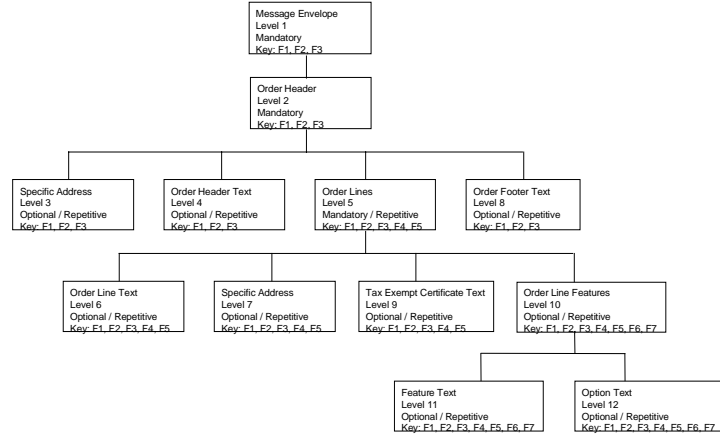 Message Envelope
Level 1
Mandatory
Key: F1, F2, F3
Order Header
Level 2
Mandatory
Key: F1, F2, F3
Specific Address
Level 3
Optional / Repetitive
Key: F1, F2, F3
Order Header Text
Level 4
Optional / Repetitive
Key: F1, F2, F3
Order Lines
Level 5
Mandatory / Repetitive
Key: F1, F2, F3, F4, F5
Order Footer Text
Level 8
Optional / Repetitive
Key: F1, F2, F3
Order Line Text
Level 6
Optional / Repetitive
Key: F1, F2, F3, F4, F5
Specific Address
Level 7
Optional / Repetitive
Key: F1, F2, F3, F4, F5
Tax Exempt Certificate Text
Level 9
Optional / Repetitive
Key: F1, F2, F3, F4, F5
Order Line Features
Level 10
Optional / Repetitive
Key: F1, F2, F3, F4, F5, F6, F7
Feature Text
Level 11
Optional / Repetitive
Key: F1, F2, F3, F4, F5, F6, F7
Option Text
Level 12
Optional / Repetitive
Key: F1, F2, F3, F4, F5, F6, F7